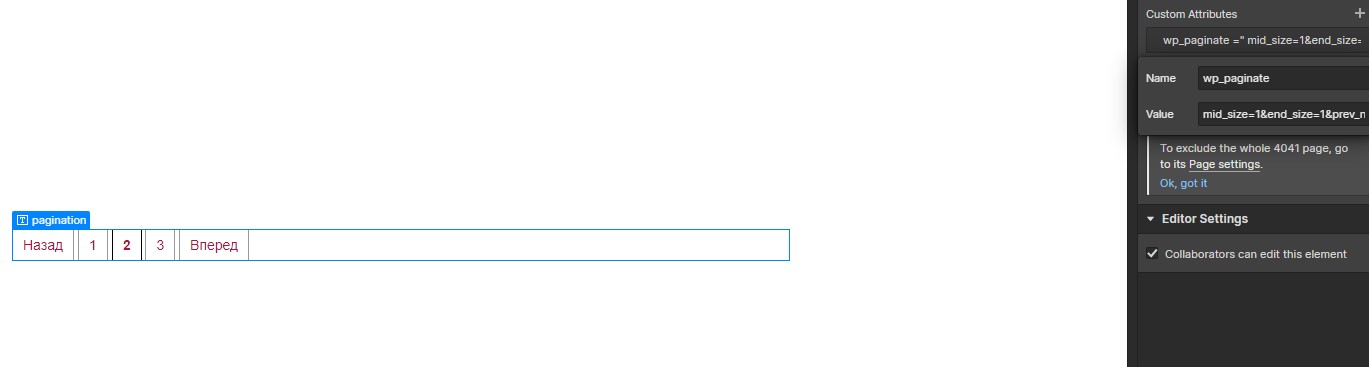 Custom Attributes
wp_paginate =" mid_size=1&end_size=
Name wp_paginate
Value mid_size=1&end_size=1&prev_n
To exclude the whole 4041 page, go
to its Page settings.
Ok, got it
pagination
Editor Settings
Назад 1 2 3 Вперед
Collaborators can edit this element